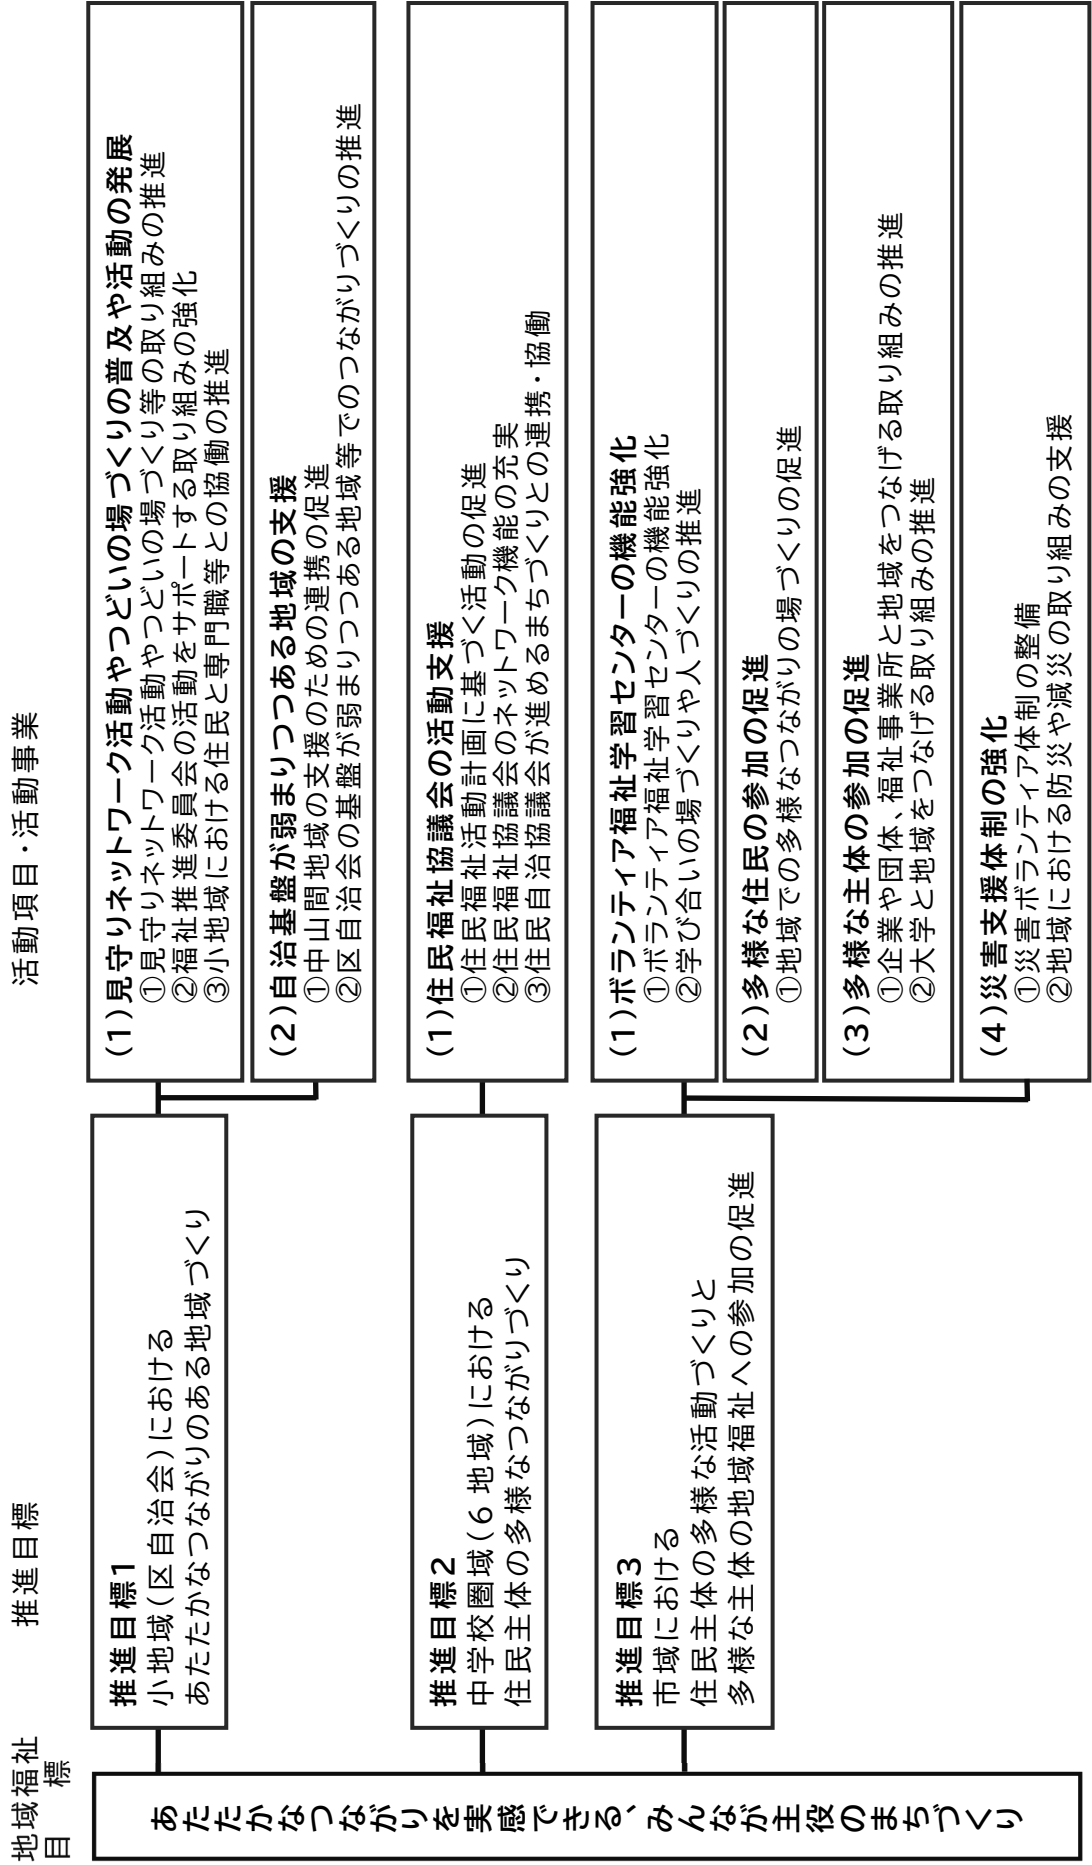 地域福祉
目　標
推進目標
活動項目・活動事業
あたたかなつながりを実感できる、みんなが主役のまちづくり
推進目標1
小地域(区自治会)における
あたたかなつながりのある地域づくり
(1)見守りネットワーク活動やつどいの場づくりの普及や活動の発展
①見守りネットワーク活動やつどいの場づくり等の取り組みの推進
②福祉推進委員会の活動をサポートする取り組みの強化
③小地域における住民と専門職等との協働の推進
(2)自治基盤が弱まりつつある地域の支援
①中山間地域の支援のための連携の促進
②区自治会の基盤が弱まりつつある地域等でのつながりづくりの推進
推進目標2
中学校圏域(6 地域)における
住民主体の多様なつながりづくり
(1)住民福祉協議会の活動支援
①住民福祉活動計画に基づく活動の促進
②住民福祉協議会のネットワーク機能の充実
③住民自治協議会が進めるまちづくりとの連携・協働
推進目標3
市域における
住民主体の多様な活動づくりと
多様な主体の地域福祉への参加の促進
(1)ボランティア福祉学習センターの機能強化
①ボランティア福祉学習センターの機能強化
②学び合いの場づくりや人づくりの推進
(2)多様な住民の参加の促進
①地域での多様なつながりの場づくりの促進
(3)多様な主体の参加の促進
①企業や団体、福祉事業所と地域をつなげる取り組みの推進
②大学と地域をつなげる取り組みの推進
(4)災害支援体制の強化
①災害ボランティア体制の整備
②地域における防災や減災の取り組みの支援